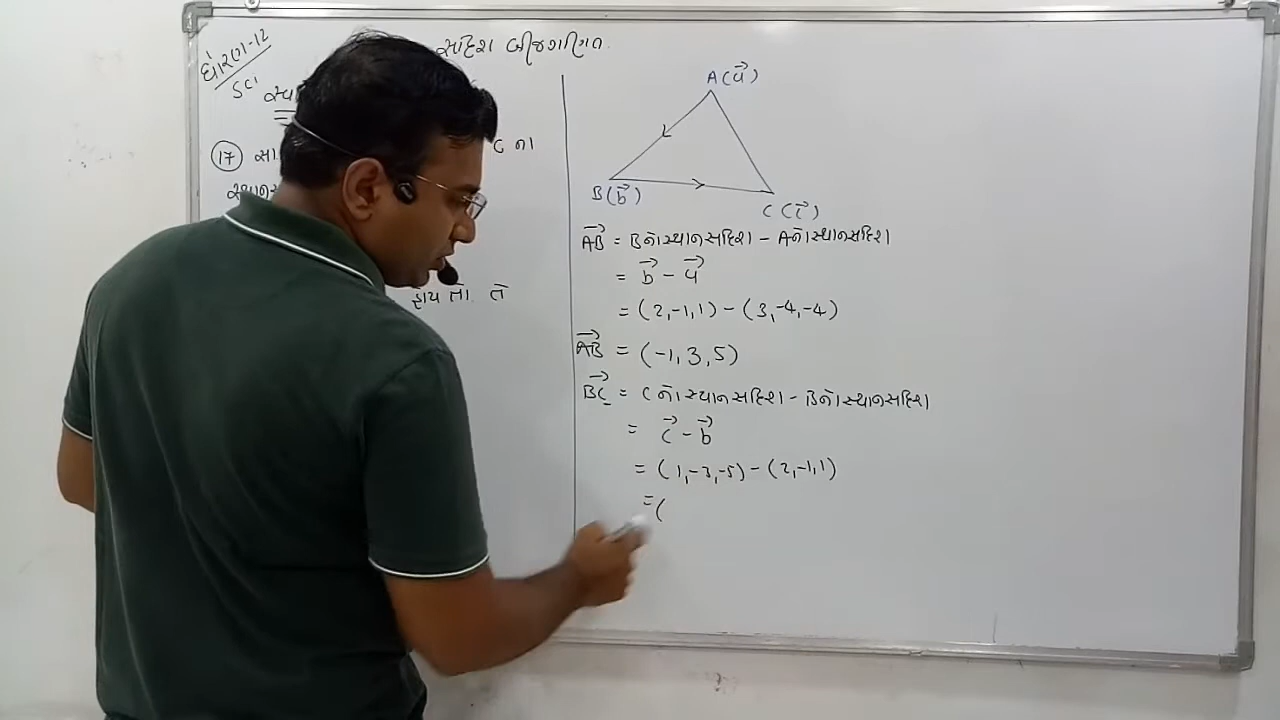 ધોરણ-12
સદિશ બીજગણિત.
Sci
સ્વા
C ના
17 સા
સ્થાનસ
હોય તો તે
A(a⃗)
B(b⃗)
C(c⃗)
AB⃗ = B નો સ્થાનસદિશ - A નો સ્થાનસદિશ
= b⃗ - a⃗
= (2,-1,1) - (3,-4,-4)
AB⃗ = (-1,3,5)
BC⃗ = C નો સ્થાનસદિશ - B નો સ્થાનસદિશ
= c⃗ - b⃗
= (1,-3,-5) - (2,-1,1)
= (